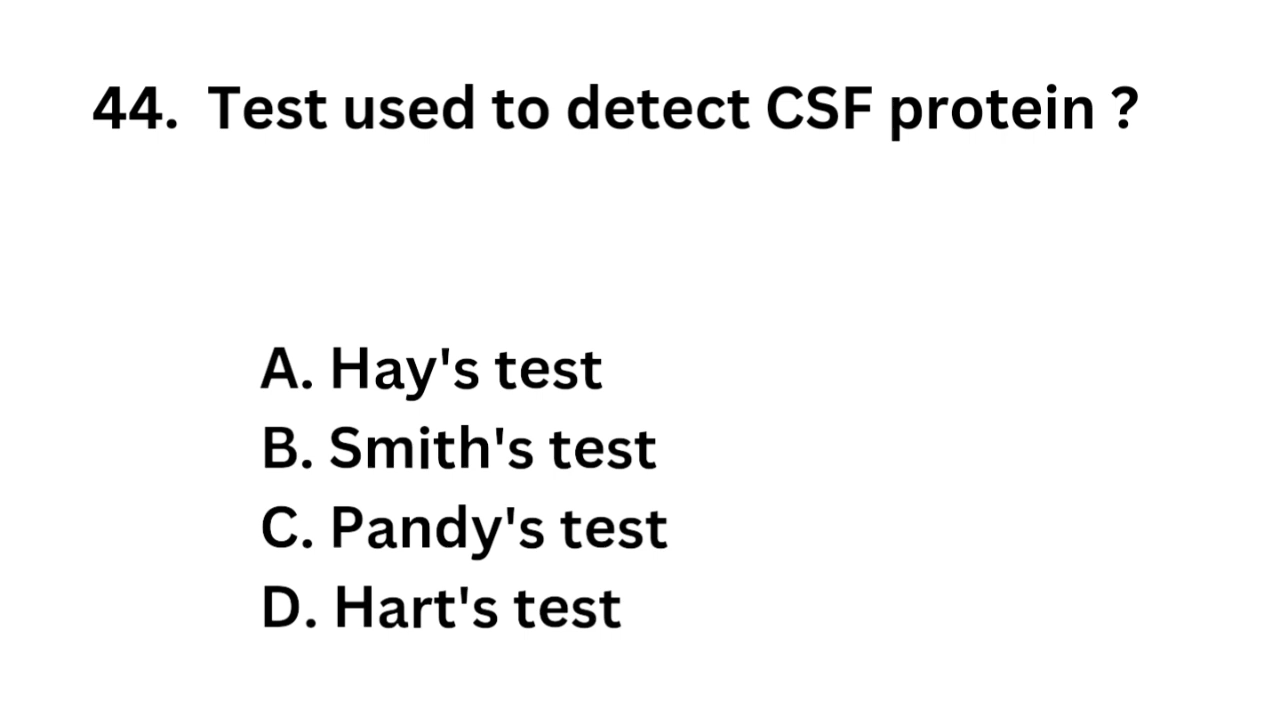 44. Test used to detect CSF protein ?
A. Hay's test
B. Smith's test
C. Pandy's test
D. Hart's test